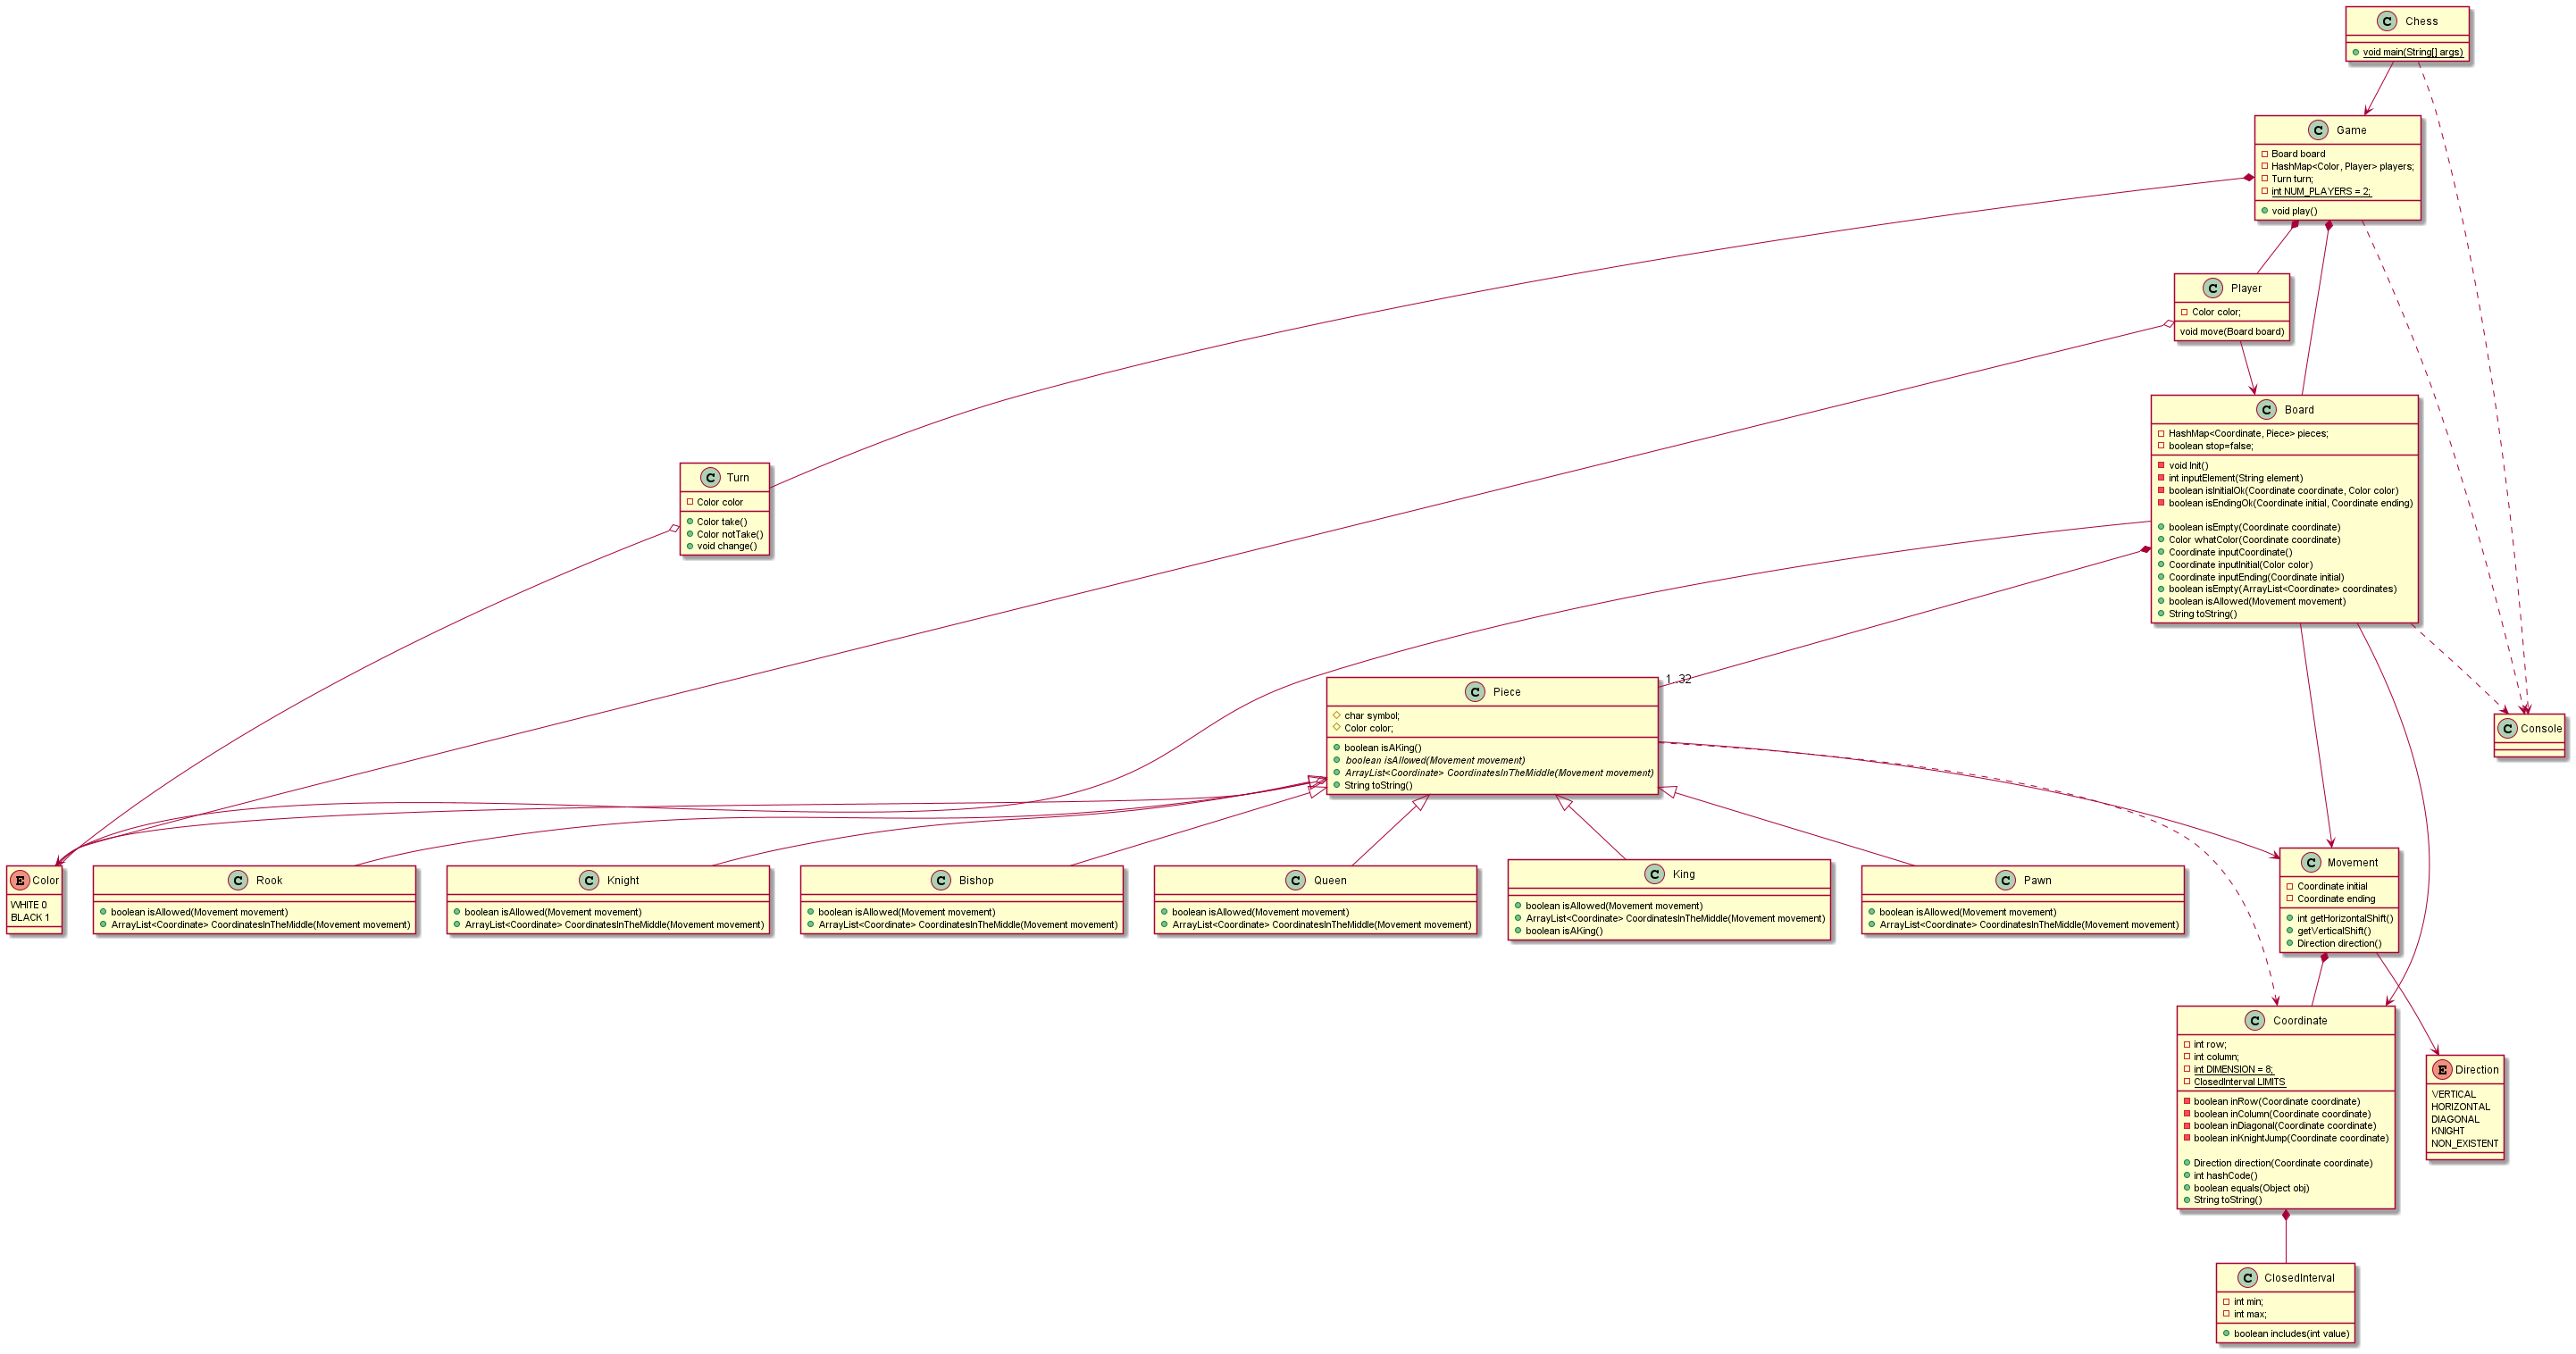 C Chess
void main(String[] args)
C Game
Board board
HashMap<Color, Player> players;
Turn turn;
int NUM_PLAYERS = 2;
void play()
C Player
Color color;
void move(Board board)
C Board
HashMap<Coordinate, Piece> pieces;
boolean stop=false;
void Init()
int inputElement(String element)
boolean isInitialOk(Coordinate coordinate, Color color)
boolean isEndingOk(Coordinate initial, Coordinate ending)
boolean isEmpty(Coordinate coordinate)
Color whatColor(Coordinate coordinate)
Coordinate inputCoordinate()
Coordinate inputInitial(Color color)
Coordinate inputEnding(Coordinate initial)
boolean isEmpty(ArrayList<Coordinate> coordinates)
boolean isAllowed(Movement movement)
String toString()
C Turn
Color color
Color take()
Color notTake()
void change()
1..32
C Piece
char symbol;
Color color;
boolean isAKing()
boolean isAllowed(Movement movement)
ArrayList<Coordinate> CoordinatesInTheMiddle(Movement movement)
String toString()
C Console
E Color
WHITE 0
BLACK 1
C Rook
boolean isAllowed(Movement movement)
ArrayList<Coordinate> CoordinatesInTheMiddle(Movement movement)
C Knight
boolean isAllowed(Movement movement)
ArrayList<Coordinate> CoordinatesInTheMiddle(Movement movement)
C Bishop
boolean isAllowed(Movement movement)
ArrayList<Coordinate> CoordinatesInTheMiddle(Movement movement)
C Queen
boolean isAllowed(Movement movement)
ArrayList<Coordinate> CoordinatesInTheMiddle(Movement movement)
C King
boolean isAllowed(Movement movement)
ArrayList<Coordinate> CoordinatesInTheMiddle(Movement movement)
boolean isAKing()
C Pawn
boolean isAllowed(Movement movement)
ArrayList<Coordinate> CoordinatesInTheMiddle(Movement movement)
C Movement
Coordinate initial
Coordinate ending
int getHorizontalShift()
getVerticalShift()
Direction direction()
C Coordinate
int row;
int column;
int DIMENSION = 8;
ClosedInterval LIMITS
boolean inRow(Coordinate coordinate)
boolean inColumn(Coordinate coordinate)
boolean inDiagonal(Coordinate coordinate)
boolean inKnightJump(Coordinate coordinate)
Direction direction(Coordinate coordinate)
int hashCode()
boolean equals(Object obj)
String toString()
E Direction
VERTICAL
HORIZONTAL
DIAGONAL
KNIGHT
NON_EXISTENT
C ClosedInterval
int min;
int max;
boolean includes(int value)